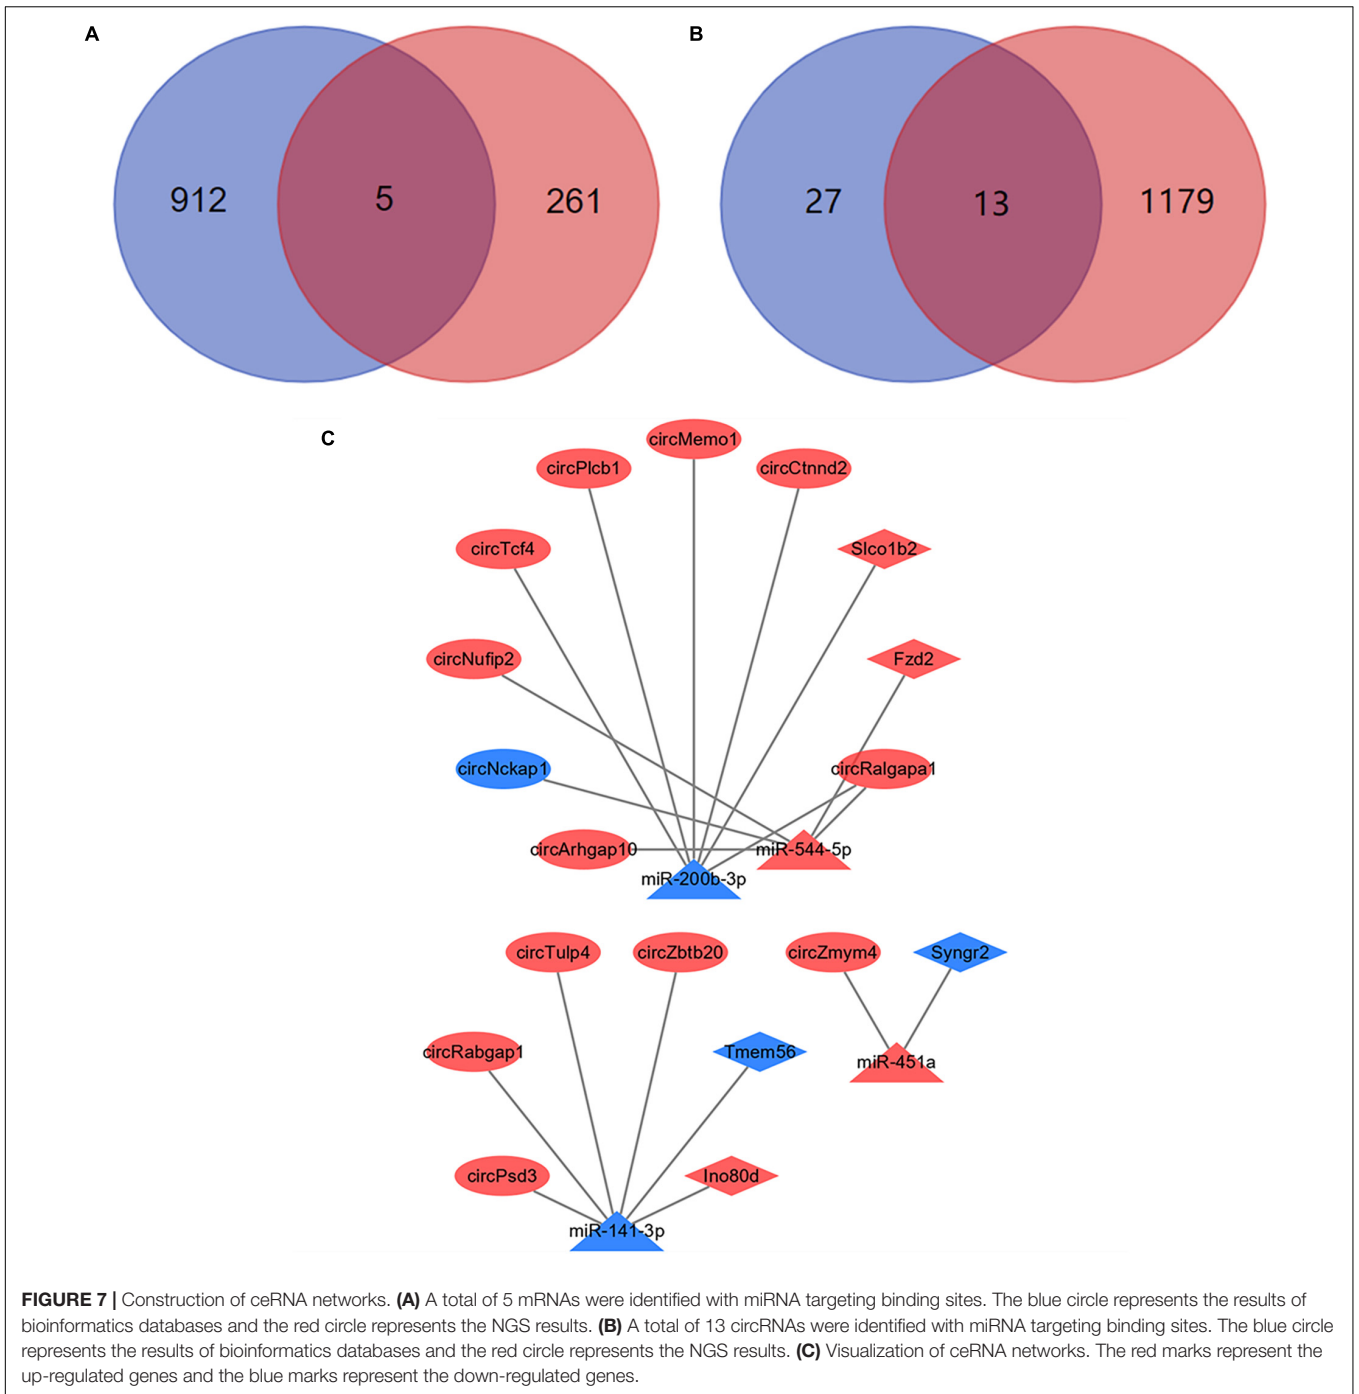 A
B
912
5
261
27
13
1179
C
circMemo1
circPlcb1
circCtnnd2
circTcf4
Slco1b2
circNufip2
Fzd2
circNckap1
circRalgapa1
circArhgap10
miR-544-5p
miR-200b-3p
circTulp4
circZbtb20
circZmym4
Syngr2
circRabgap1
Tmem56
miR-451a
circPsd3
Ino80d
miR-141-3p
FIGURE 7 | Construction of ceRNA networks. (A) A total of 5 mRNAs were identified with miRNA targeting binding sites. The blue circle represents the results of
bioinformatics databases and the red circle represents the NGS results. (B) A total of 13 circRNAs were identified with miRNA targeting binding sites. The blue circle
represents the results of bioinformatics databases and the red circle represents the NGS results. (C) Visualization of ceRNA networks. The red marks represent the
up-regulated genes and the blue marks represent the down-regulated genes.